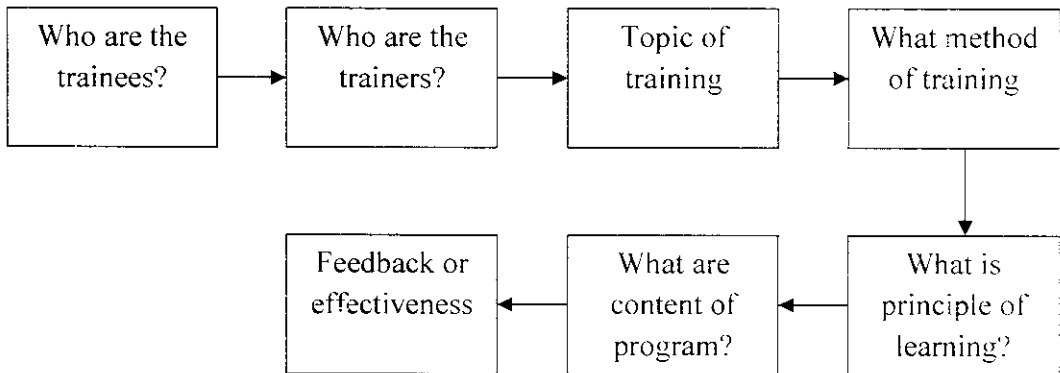 Who are the
trainees?
Who are the
trainers?
Topic of
training
What method
of training
What is
principle of
learning?
What are
content of
program?
Feedback or
effectiveness